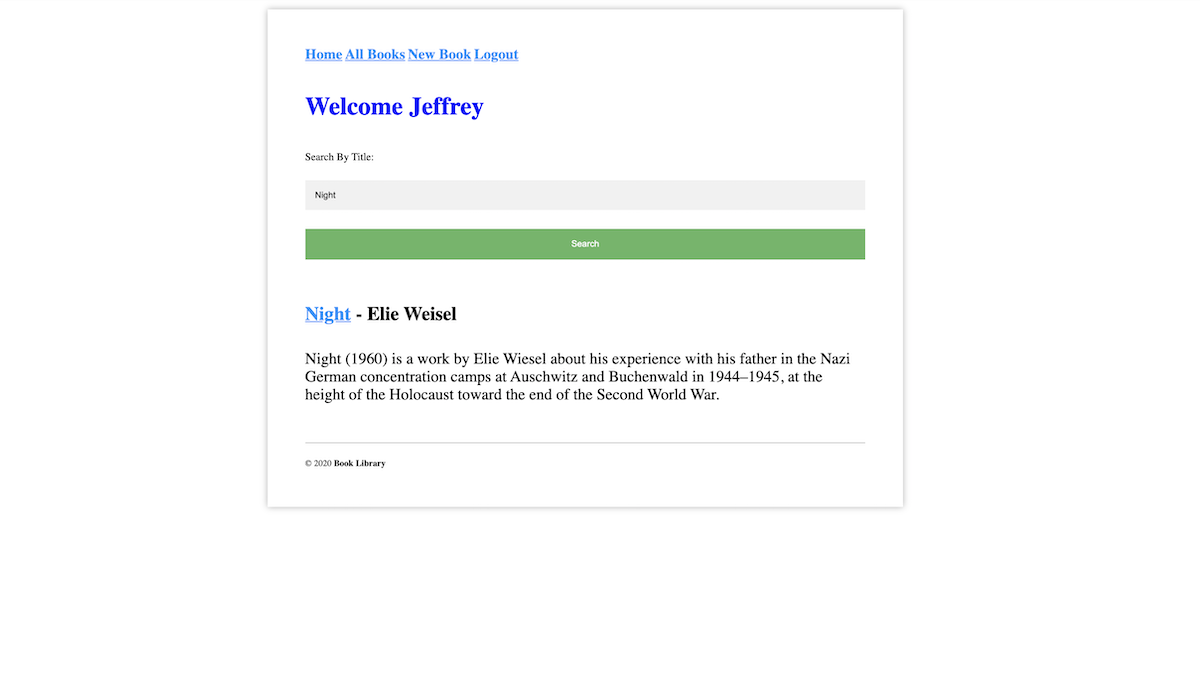 Home All Books New Book Logout
Welcome Jeffrey
Search By Title:
Night
Search
Night - Elie Weisel
Night (1960) is a work by Elie Wiesel about his experience with his father in the Nazi
German concentration camps at Auschwitz and Buchenwald in 1944–1945, at the
height of the Holocaust toward the end of the Second World War.
© 2020 Book Library